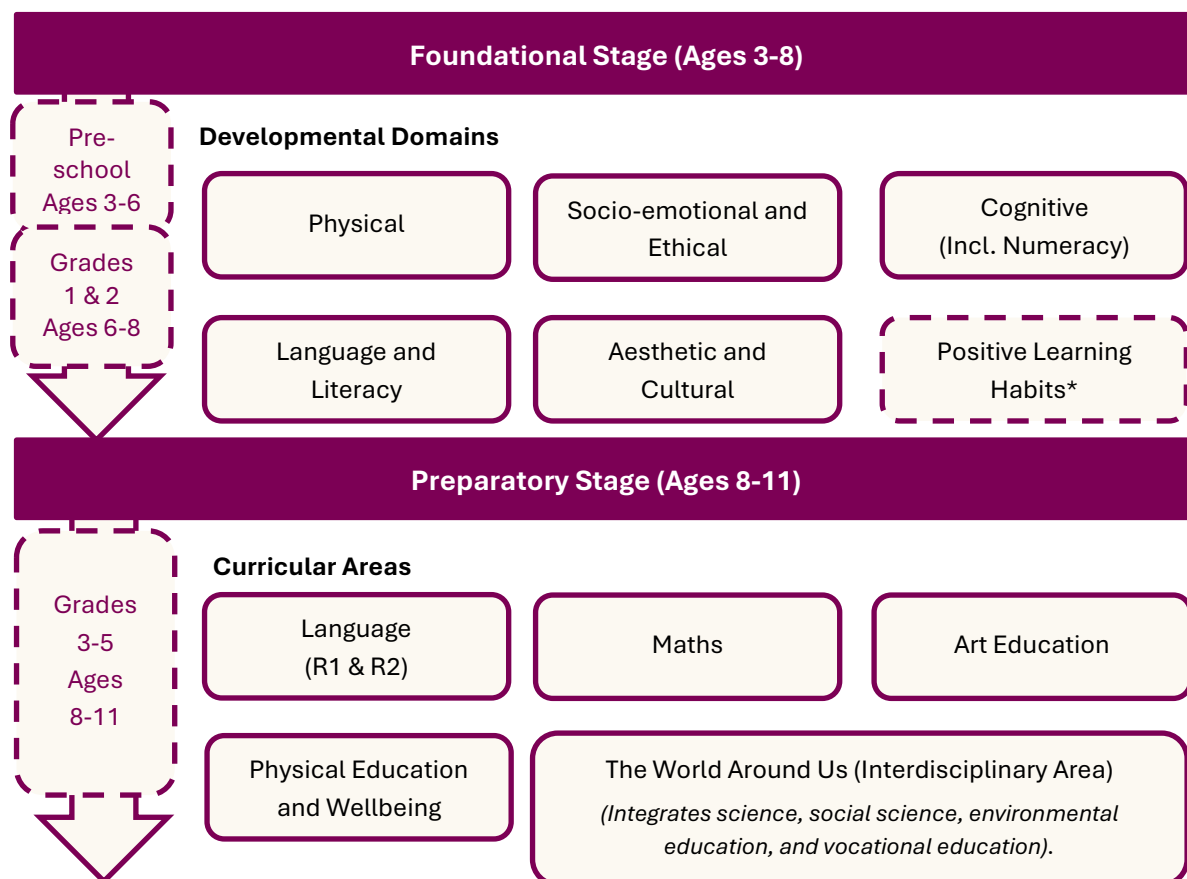 Foundational Stage (Ages 3-8)
Pre-
school
Ages 3-6
Grades
1 & 2
Ages 6-8
Developmental Domains
Physical
Socio-emotional and
Ethical
Cognitive
(Incl. Numeracy)
Language and
Literacy
Aesthetic and
Cultural
Positive Learning
Habits*
Preparatory Stage (Ages 8-11)
Grades
3-5
Ages
8-11
Curricular Areas
Language
(R1 & R2)
Maths
Art Education
Physical Education
and Wellbeing
The World Around Us (Interdisciplinary Area)
(Integrates science, social science, environmental
education, and vocational education).